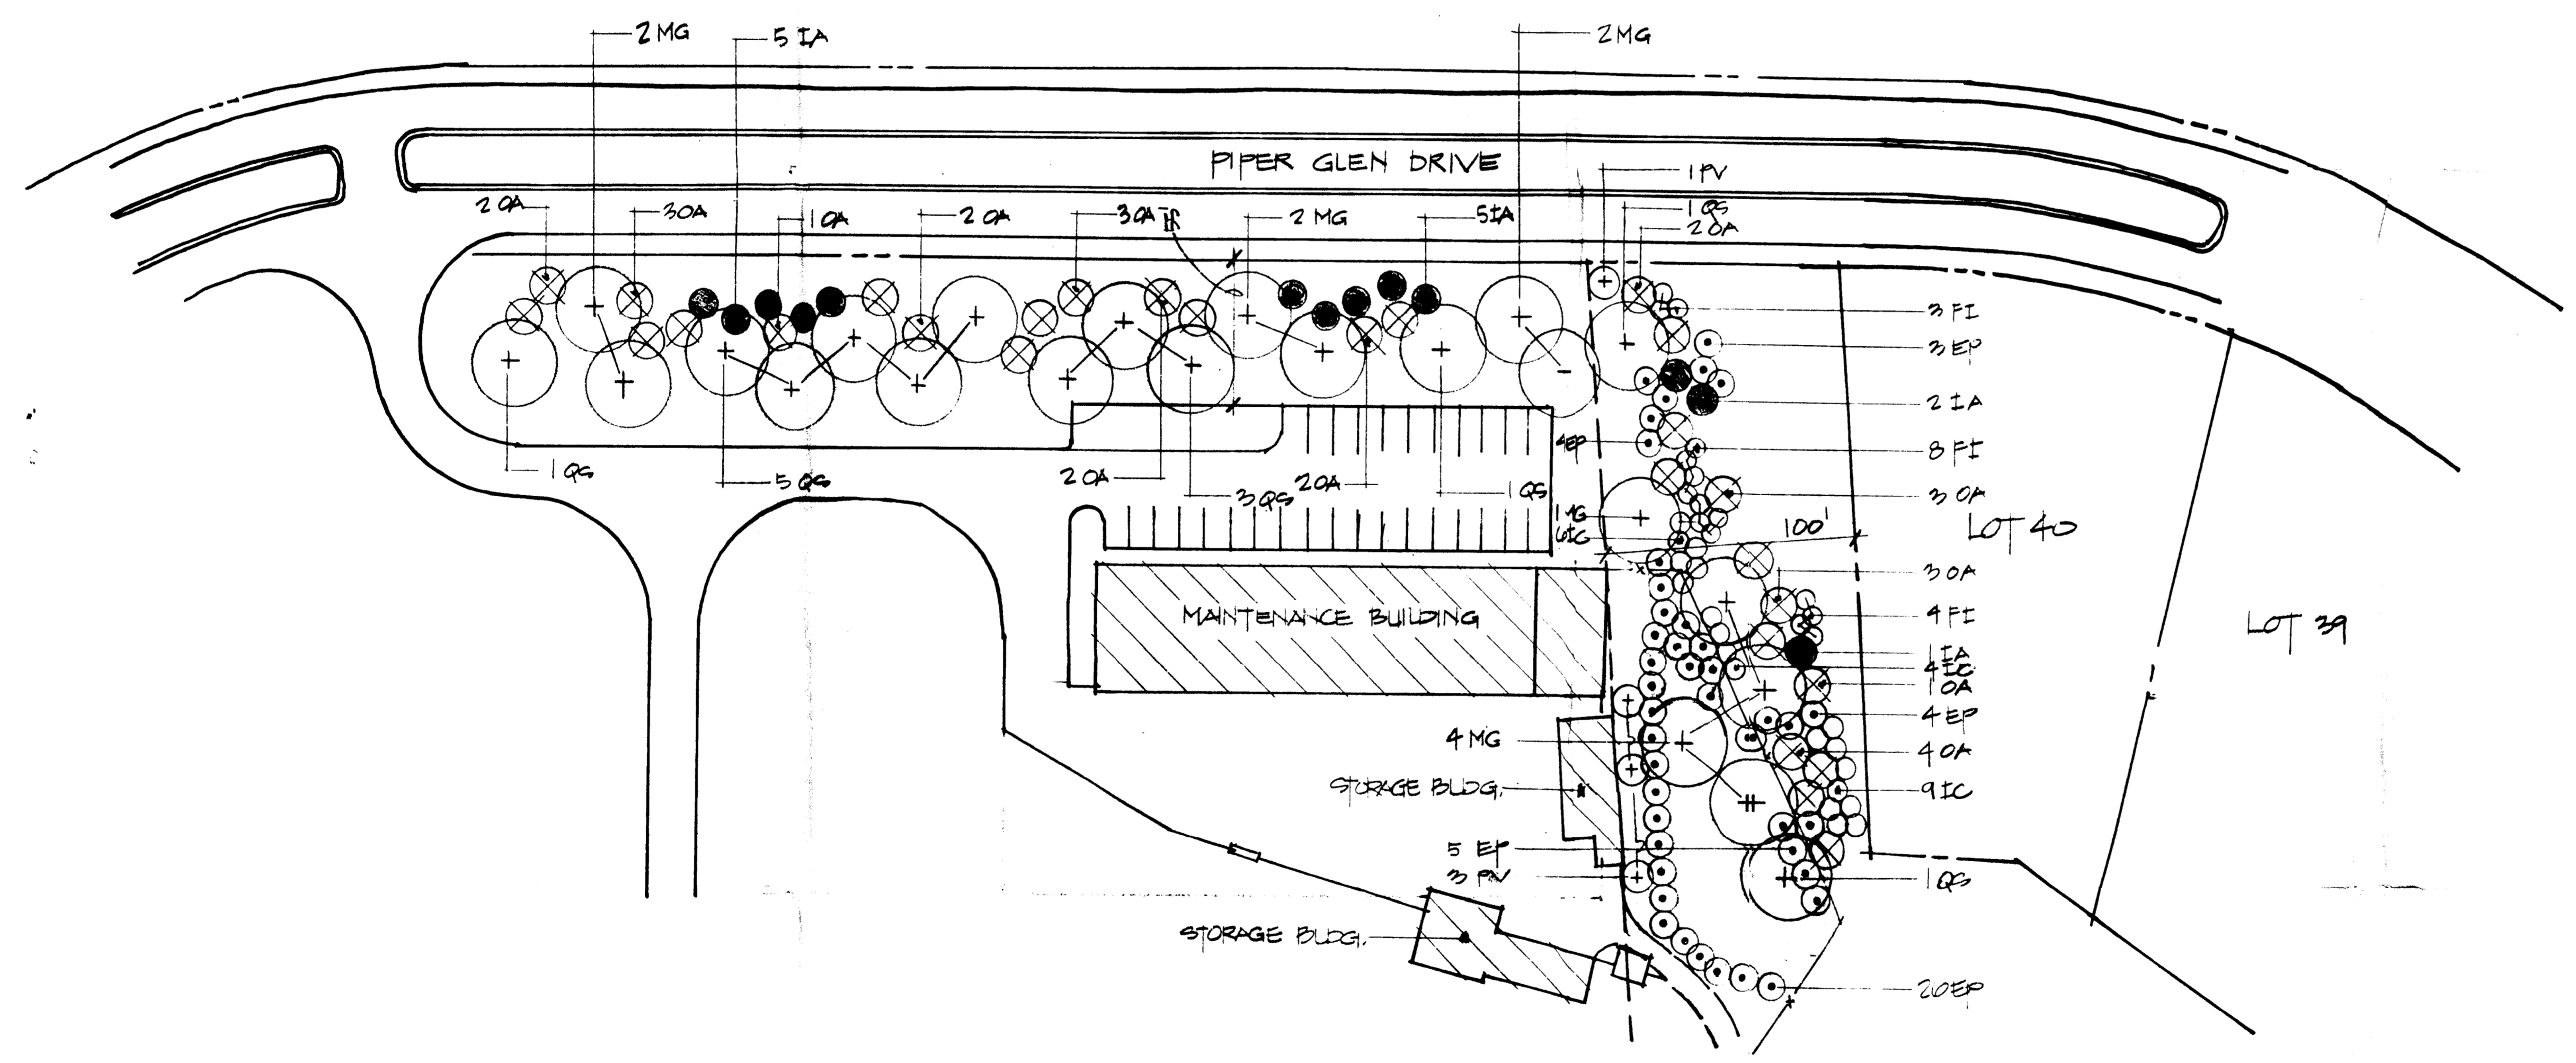 2 MG
5 IA
2 MG
PIPER GLEN DRIVE
1 PV
2 OA
3 OA
1 OA
2 OA
3 OA
2 MG
5 IA
1 QS
2 OA
3 FI
3 EP
2 IA
4 EP
8 FI
1 QS
5 QS
2 OA
3 QS
2 OA
1 QS
3 OA
1 MG
6 IC
100'
LOT 40
3 OA
MAINTENANCE BUILDING
4 FI
LOT 39
1 IA
4 IC
1 OA
4 EP
4 MG
4 OA
STORAGE BLDG.
9 IC
5 EP
3 PV
1 QS
STORAGE BLDG.
26 EP